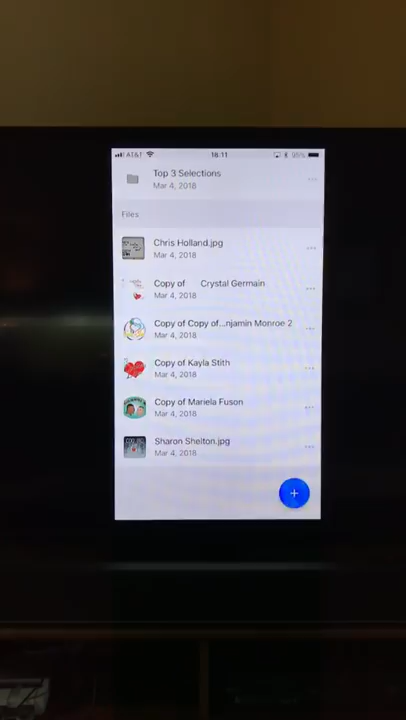 AT&T 18:11 95%
Top 3 Selections
Mar 4, 2018
Files
Chris Holland.jpg
Mar 4, 2018
Copy of Crystal Germain
Mar 4, 2018
Copy of Copy of...njamin Monroe 2
Mar 4, 2018
Copy of Kayla Stith
Mar 4, 2018
Copy of Mariela Fuson
Mar 4, 2018
Sharon Shelton.jpg
Mar 4, 2018